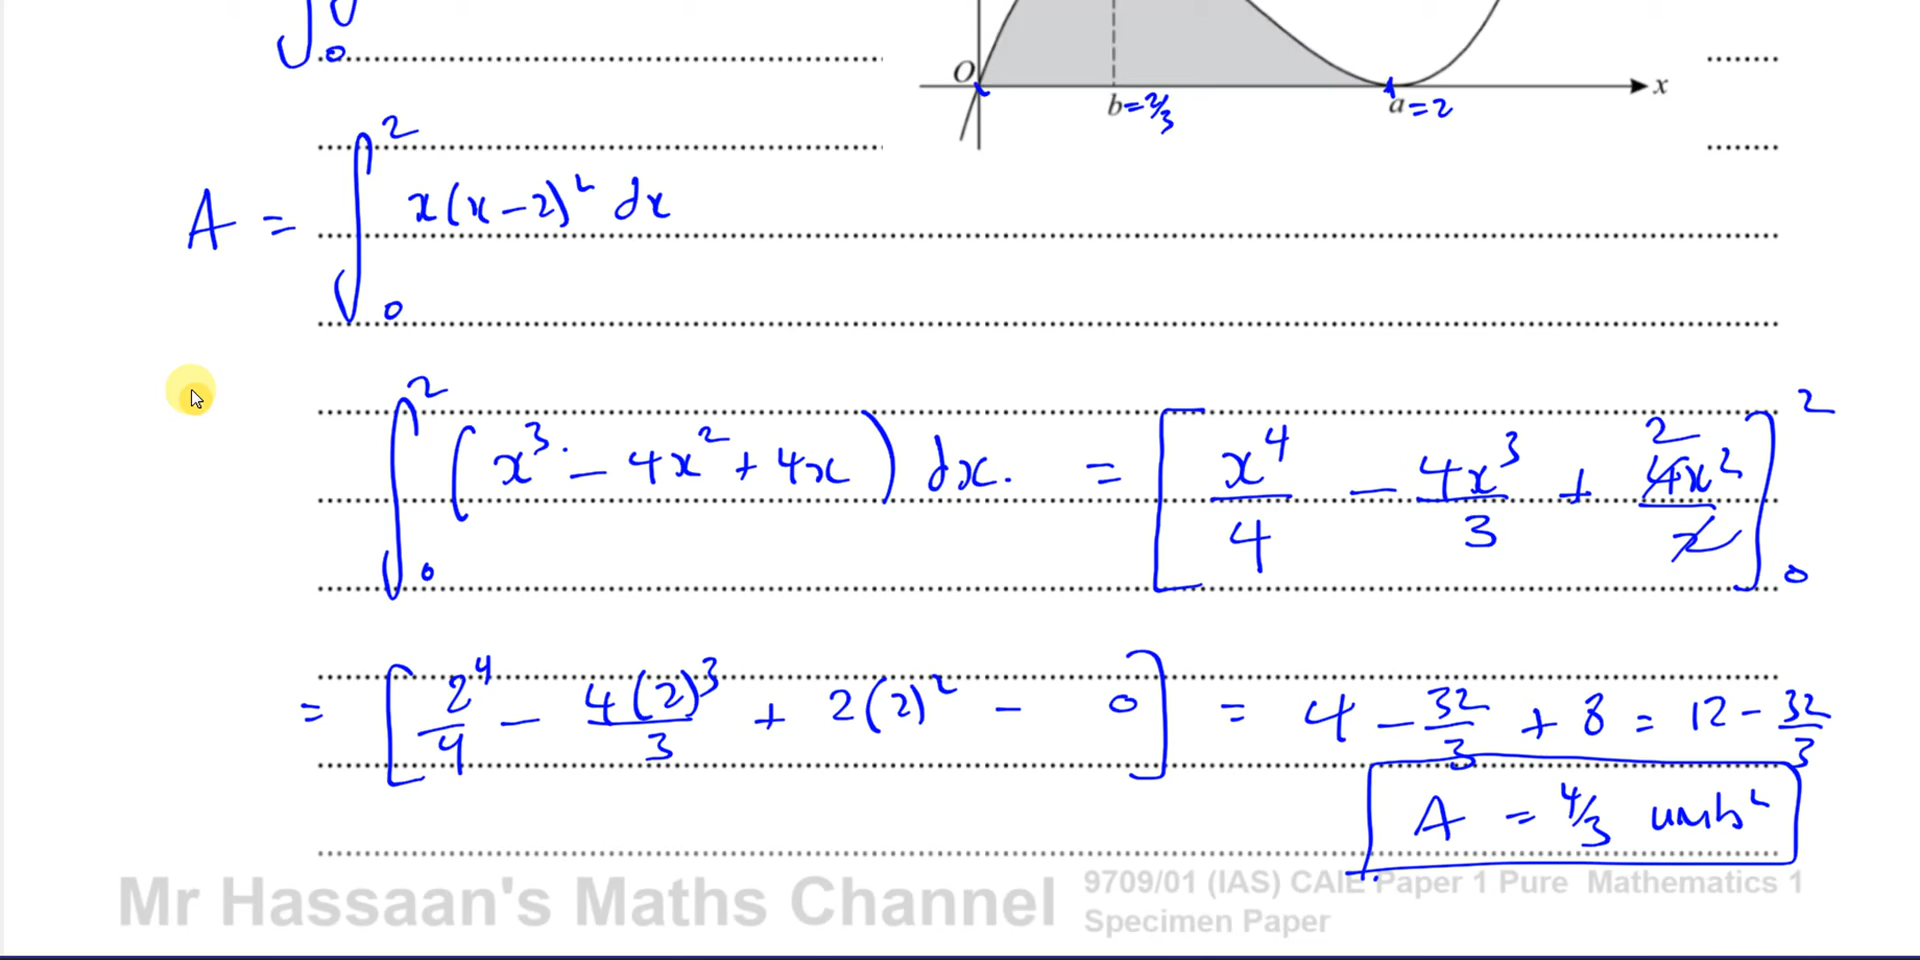 ∫₀
O x
b=2/3 a=2
A = ∫₀² x(x-2)² dx
∫₀² (x³ - 4x² + 4x) dx. = [x⁴/4 - 4x³/3 + 4x²/2]₀² 2
= [2⁴/4 - 4(2)³/3 + 2(2)² - 0] = 4 - 32/3 + 8 = 12 - 32/3
A = 4/3 units²
Mr Hassaan's Maths Channel
9709/01 (IAS) CAIE Paper 1 Pure Mathematics 1
Specimen Paper